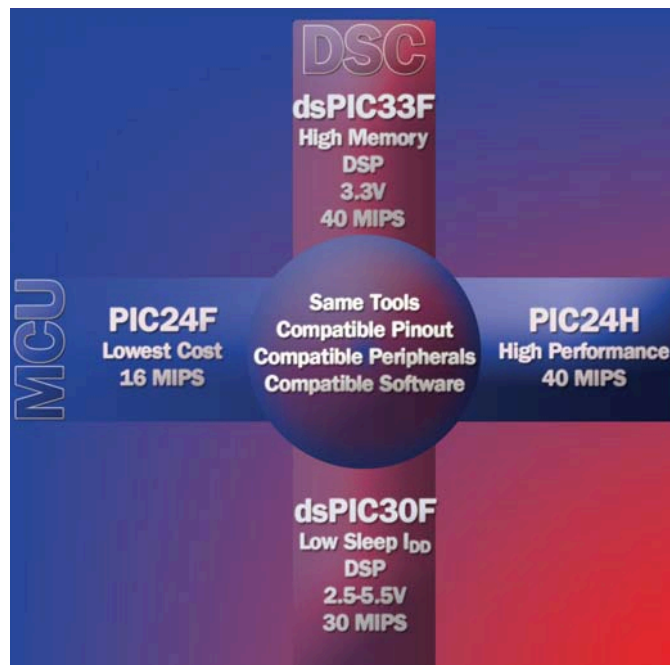 DSC
dsPIC33F
High Memory
DSP
3.3V
40 MIPS
MCU
PIC24F
Lowest Cost
16 MIPS
Same Tools
Compatible Pinout
Compatible Peripherals
Compatible Software
PIC24H
High Performance
40 MIPS
dsPIC30F
Low Sleep IDD
DSP
2.5-5.5V
30 MIPS